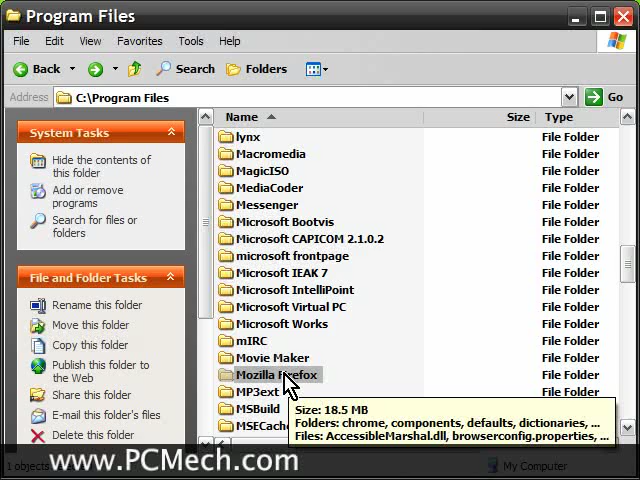 Program Files
File Edit View Favorites Tools Help
Back Search Folders
Address C:\Program Files Go
System Tasks
Hide the contents of
this folder
Add or remove
programs
Search for files or
folders
File and Folder Tasks
Rename this folder
Move this folder
Copy this folder
Publish this folder to
the Web
Share this folder
E-mail this folder's files
Delete this folder
Name Size Type
lynx File Folder
Macromedia File Folder
MagicISO File Folder
MediaCoder File Folder
Messenger File Folder
Microsoft Bootvis File Folder
Microsoft CAPICOM 2.1.0.2 File Folder
microsoft frontpage File Folder
Microsoft IEAK 7 File Folder
Microsoft IntelliPoint File Folder
Microsoft Virtual PC File Folder
Microsoft Works File Folder
mIRC File Folder
Movie Maker File Folder
Mozilla Firefox File Folder
MP3ext File Folder
MSBuild
MSECache
Size: 18.5 MB
Folders: chrome, components, defaults, dictionaries, ...
Files: AccessibleMarshal.dll, browserconfig.properties, ...
1 objects My Computer
www.PCMech.com